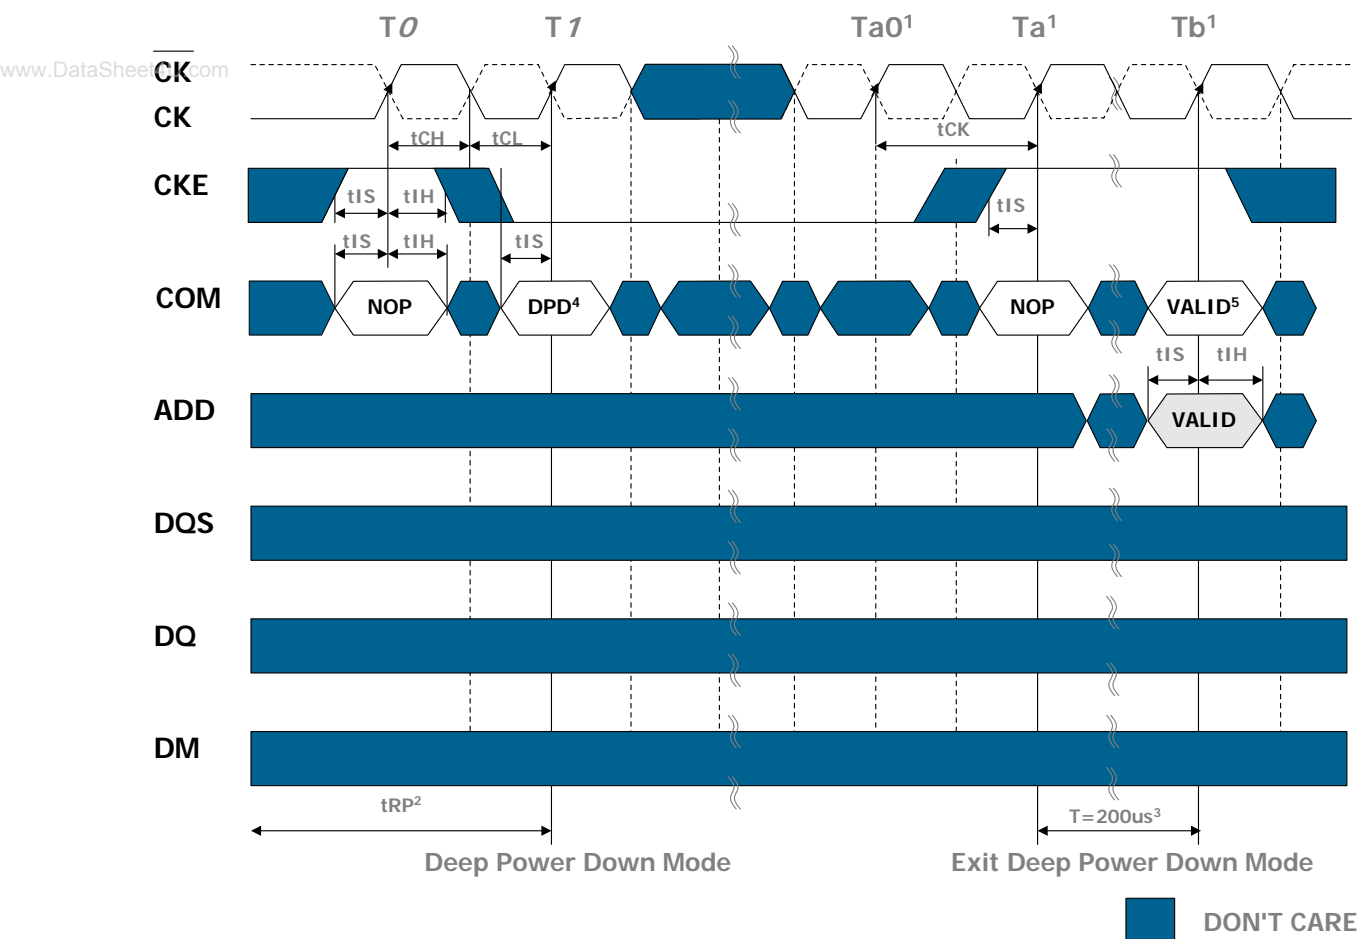 T0 T1 Ta0¹ Ta¹ Tb¹
www.DataSheet4U.com
CK
CK
tCH tCL tCK
CKE
tIS tIH tIS
tIS tIH tIS
COM NOP DPD⁴ NOP VALID⁵
tIS tIH
ADD VALID
DQS
DQ
DM
tRP² T=200us³
Deep Power Down Mode Exit Deep Power Down Mode
DON'T CARE